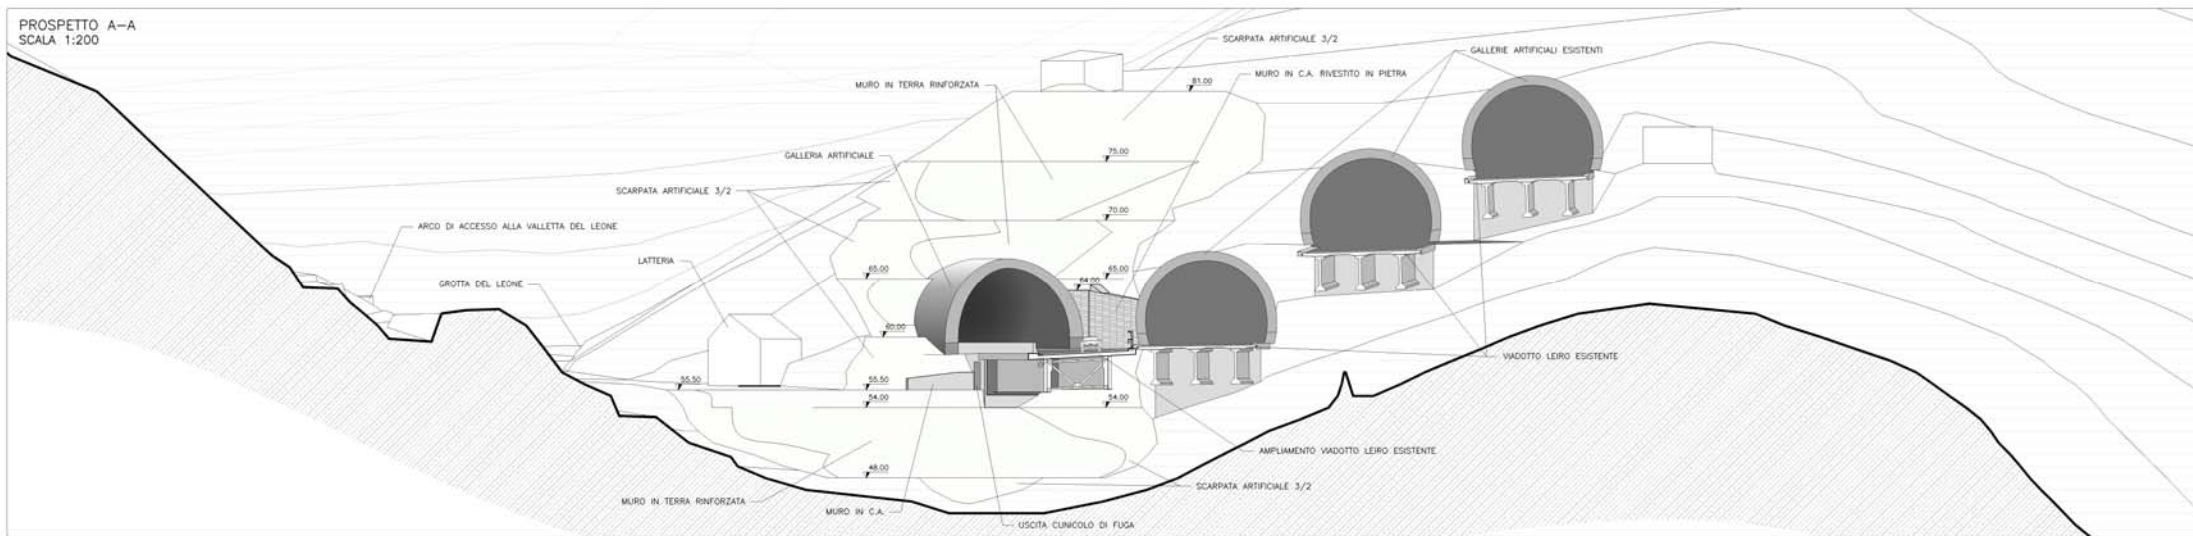 PROSPETTO A-A
SCALA 1:200
SCARPATA ARTIFICIALE 3/2
GALLERIE ARTIFICIALI ESISTENTI
MURO IN TERRA RINFORZATA
MURO IN C.A. RIVESTITO IN PIETRA
81.00
GALLERIA ARTIFICIALE
75.00
SCARPATA ARTIFICIALE 3/2
70.00
ARCO DI ACCESSO ALLA VALLETTA DEL LEONE
LATTERIA
65.00
65.00
GROTTA DEL LEONE
64.00
60.00
VIADOTTO LEIRO ESISTENTE
55.50
55.50
54.00
54.00
AMPLIAMENTO VIADOTTO LEIRO ESISTENTE
48.00
SCARPATA ARTIFICIALE 3/2
MURO IN TERRA RINFORZATA
MURO IN C.A.
USCITA CUNICOLO DI FUGA